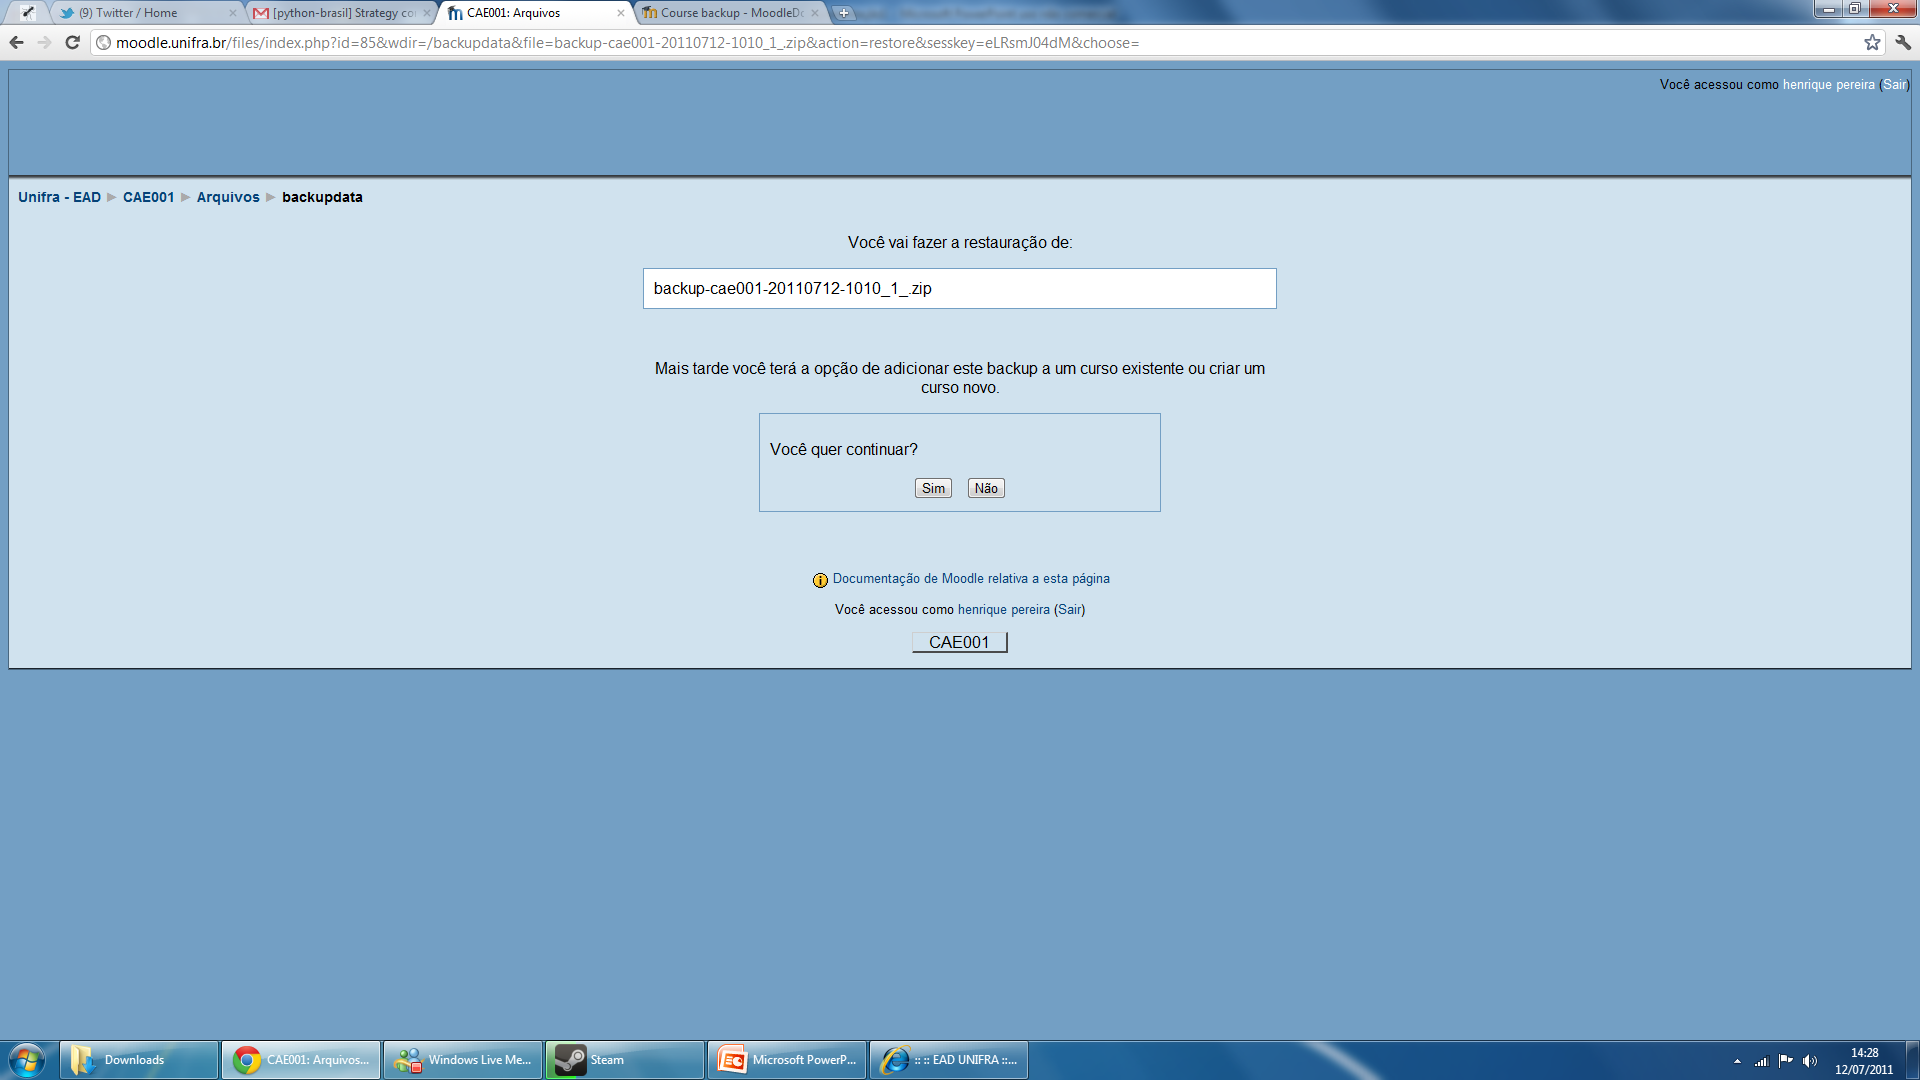 (9) Twitter / Home
[python-brasil] Strategy co
CAE001: Arquivos
Course backup - MoodleDo
moodle.unifra.br/files/index.php?id=85&wdir=/backupdata&file=backup-cae001-20110712-1010_1_.zip&action=restore&sesskey=eLRsmJ04dM&choose=
Você acessou como henrique pereira (Sair)
Unifra - EAD ► CAE001 ► Arquivos ► backupdata
Você vai fazer a restauração de:
backup-cae001-20110712-1010_1_.zip
Mais tarde você terá a opção de adicionar este backup a um curso existente ou criar um
curso novo.
Você quer continuar?
Sim
Não
Documentação de Moodle relativa a esta página
Você acessou como henrique pereira (Sair)
CAE001
Downloads
CAE001: Arquivos...
Windows Live Me...
Steam
Microsoft PowerP...
:: :: EAD UNIFRA ::...
14:28
12/07/2011